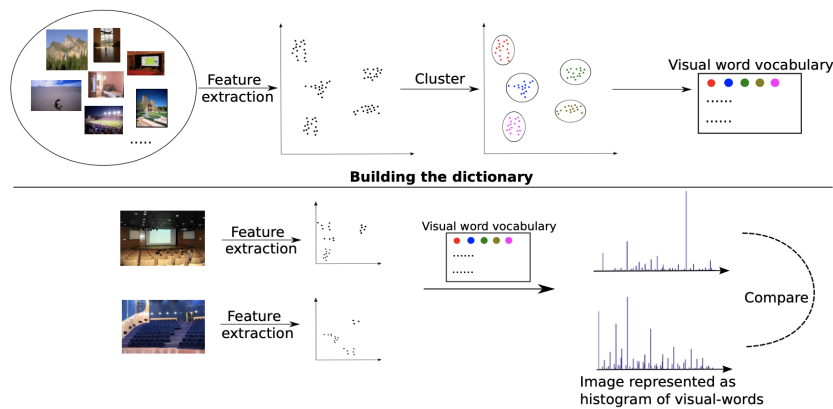 Feature
extraction
Cluster
Visual word vocabulary
......
......
.....
Building the dictionary
Feature
extraction
Visual word vocabulary
......
......
Feature
extraction
Compare
Image represented as
histogram of visual-words